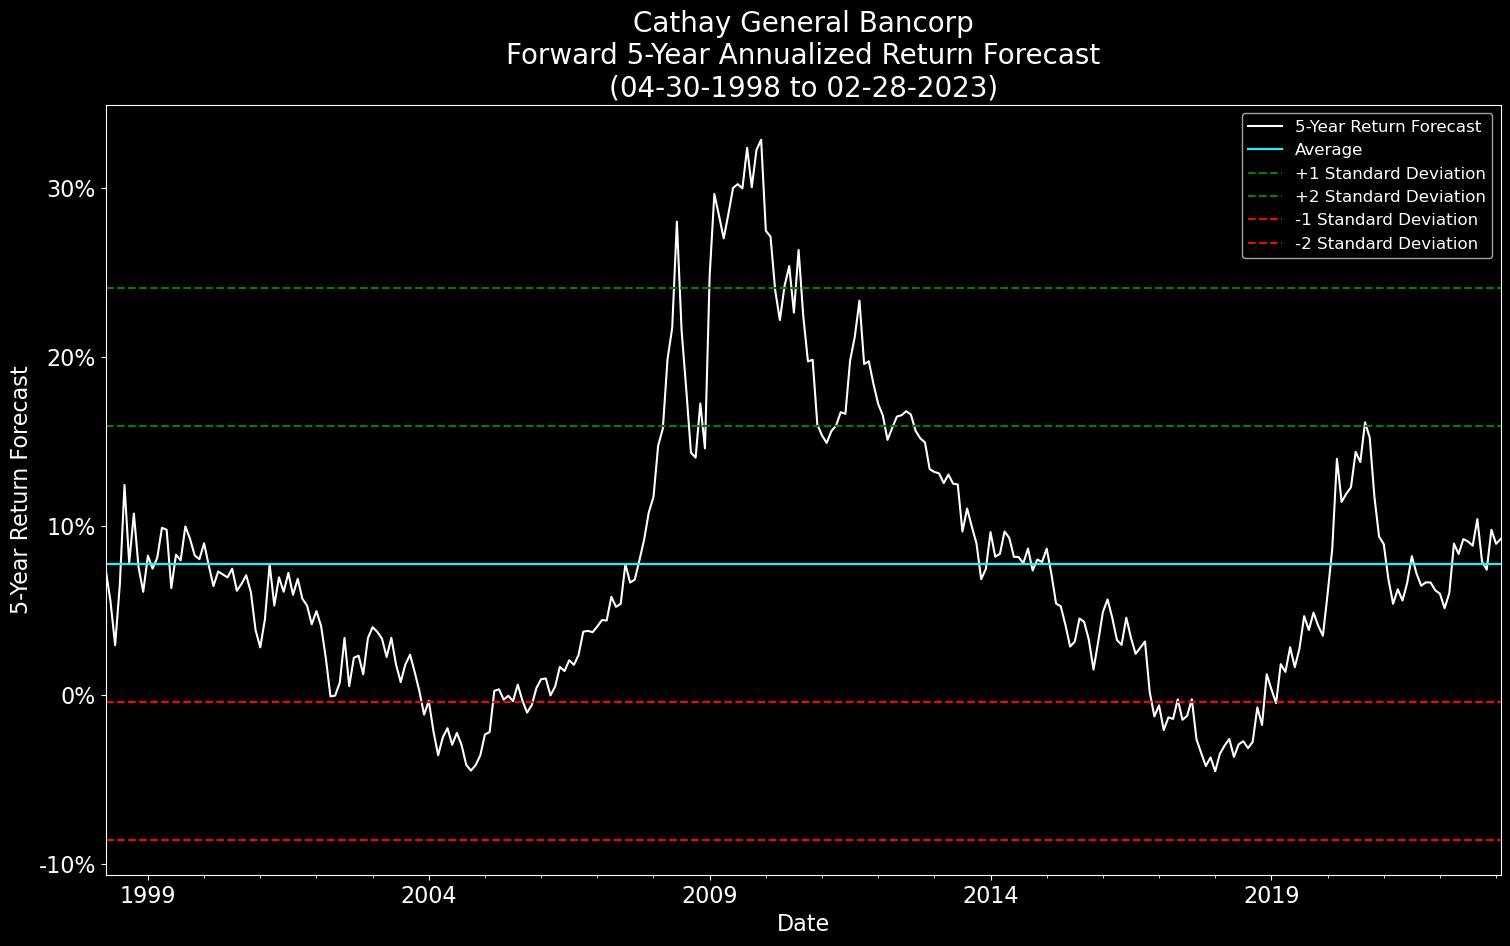 Cathay General Bancorp
Forward 5-Year Annualized Return Forecast
(04-30-1998 to 02-28-2023)
5-Year Return Forecast
Average
+1 Standard Deviation
+2 Standard Deviation
-1 Standard Deviation
-2 Standard Deviation
30%
20%
10%
0%
-10%
5-Year Return Forecast
1999
2004
2009
2014
2019
Date